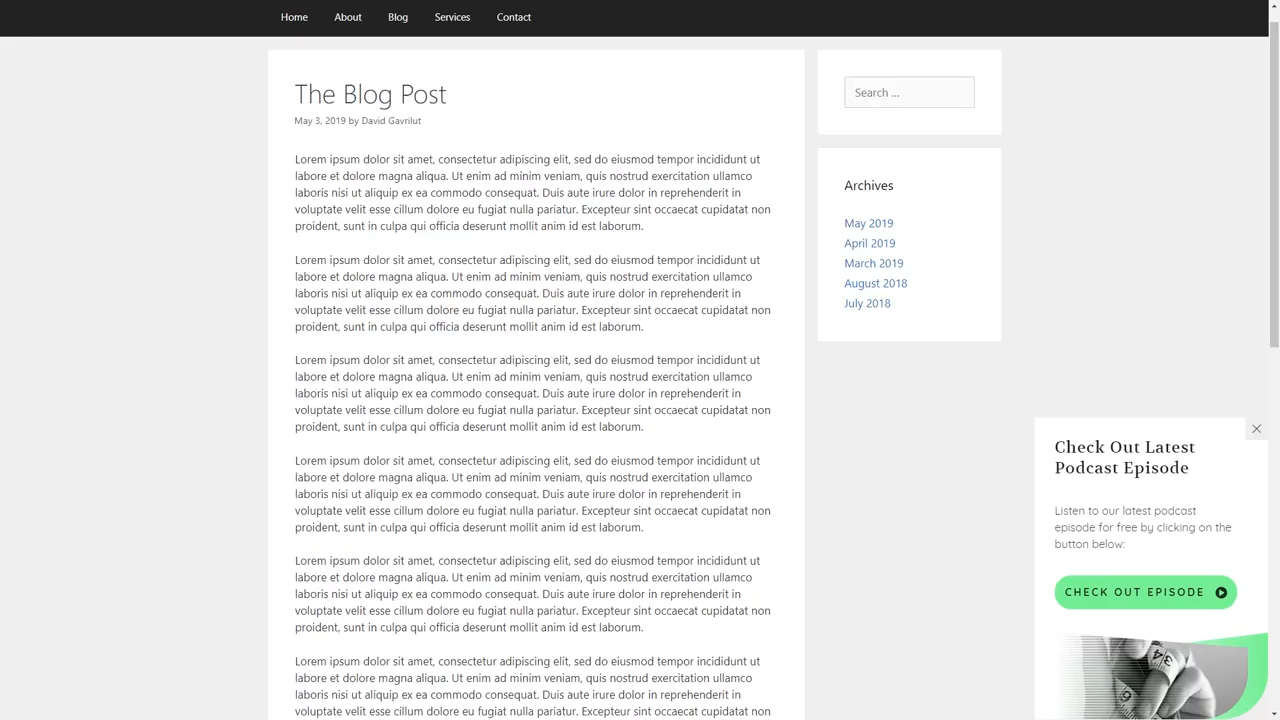 Home About Blog Services Contact
The Blog Post
May 3, 2019 by David Gavrilut
Lorem ipsum dolor sit amet, consectetur adipiscing elit, sed do eiusmod tempor incididunt ut
labore et dolore magna aliqua. Ut enim ad minim veniam, quis nostrud exercitation ullamco
laboris nisi ut aliquip ex ea commodo consequat. Duis aute irure dolor in reprehenderit in
voluptate velit esse cillum dolore eu fugiat nulla pariatur. Excepteur sint occaecat cupidatat non
proident, sunt in culpa qui officia deserunt mollit anim id est laborum.
Lorem ipsum dolor sit amet, consectetur adipiscing elit, sed do eiusmod tempor incididunt ut
labore et dolore magna aliqua. Ut enim ad minim veniam, quis nostrud exercitation ullamco
laboris nisi ut aliquip ex ea commodo consequat. Duis aute irure dolor in reprehenderit in
voluptate velit esse cillum dolore eu fugiat nulla pariatur. Excepteur sint occaecat cupidatat non
proident, sunt in culpa qui officia deserunt mollit anim id est laborum.
Lorem ipsum dolor sit amet, consectetur adipiscing elit, sed do eiusmod tempor incididunt ut
labore et dolore magna aliqua. Ut enim ad minim veniam, quis nostrud exercitation ullamco
laboris nisi ut aliquip ex ea commodo consequat. Duis aute irure dolor in reprehenderit in
voluptate velit esse cillum dolore eu fugiat nulla pariatur. Excepteur sint occaecat cupidatat non
proident, sunt in culpa qui officia deserunt mollit anim id est laborum.
Lorem ipsum dolor sit amet, consectetur adipiscing elit, sed do eiusmod tempor incididunt ut
labore et dolore magna aliqua. Ut enim ad minim veniam, quis nostrud exercitation ullamco
laboris nisi ut aliquip ex ea commodo consequat. Duis aute irure dolor in reprehenderit in
voluptate velit esse cillum dolore eu fugiat nulla pariatur. Excepteur sint occaecat cupidatat non
proident, sunt in culpa qui officia deserunt mollit anim id est laborum.
Lorem ipsum dolor sit amet, consectetur adipiscing elit, sed do eiusmod tempor incididunt ut
labore et dolore magna aliqua. Ut enim ad minim veniam, quis nostrud exercitation ullamco
laboris nisi ut aliquip ex ea commodo consequat. Duis aute irure dolor in reprehenderit in
voluptate velit esse cillum dolore eu fugiat nulla pariatur. Excepteur sint occaecat cupidatat non
proident, sunt in culpa qui officia deserunt mollit anim id est laborum.
Lorem ipsum dolor sit amet, consectetur adipiscing elit, sed do eiusmod tempor incididunt ut
labore et dolore magna aliqua. Ut enim ad minim veniam, quis nostrud exercitation ullamco
laboris nisi ut aliquip ex ea commodo consequat. Duis aute irure dolor in reprehenderit in
voluptate velit esse cillum dolore eu fugiat nulla pariatur. Excepteur sint occaecat cupidatat non
Search …
Archives
May 2019
April 2019
March 2019
August 2018
July 2018
Check Out Latest
Podcast Episode
Listen to our latest podcast
episode for free by clicking on the
button below:
CHECK OUT EPISODE
34